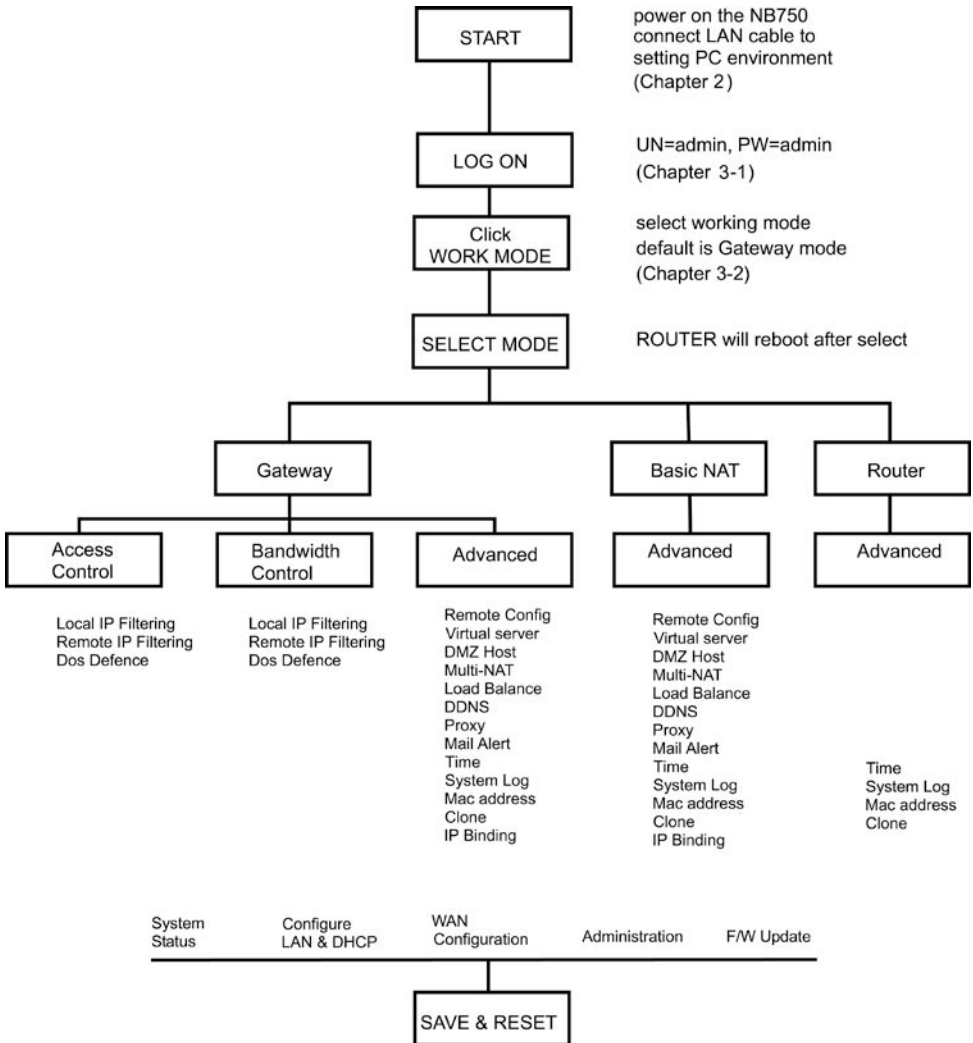 START
power on the NB750
connect LAN cable to
setting PC environment
(Chapter 2)
LOG ON
UN=admin, PW=admin
(Chapter 3-1)
Click
WORK MODE
select working mode
default is Gateway mode
(Chapter 3-2)
SELECT MODE
ROUTER will reboot after select
Gateway
Basic NAT
Router
Access
Control
Bandwidth
Control
Advanced
Advanced
Advanced
Local IP Filtering
Remote IP Filtering
Dos Defence
Local IP Filtering
Remote IP Filtering
Dos Defence
Remote Config
Virtual server
DMZ Host
Multi-NAT
Load Balance
DDNS
Proxy
Mail Alert
Time
System Log
Mac address
Clone
IP Binding
Remote Config
Virtual server
DMZ Host
Multi-NAT
Load Balance
DDNS
Proxy
Mail Alert
Time
System Log
Mac address
Clone
IP Binding
Time
System Log
Mac address
Clone
System
Status
Configure
LAN & DHCP
WAN
Configuration
Administration
F/W Update
SAVE & RESET